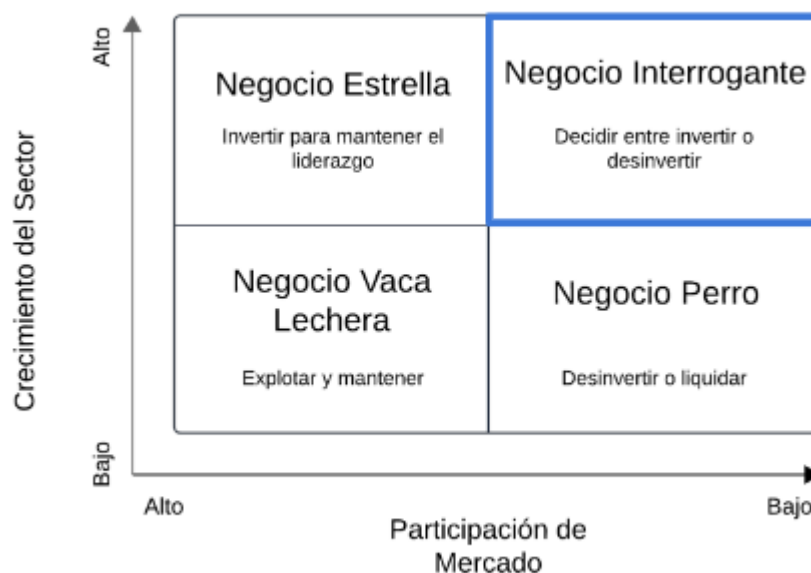 Alto
Negocio Estrella
Invertir para mantener el
liderazgo
Negocio Interrogante
Decidir entre invertir o
desinvertir
Crecimiento del Sector
Negocio Vaca
Lechera
Explotar y mantener
Negocio Perro
Desinvertir o liquidar
Bajo
Alto
Bajo
Participación de
Mercado